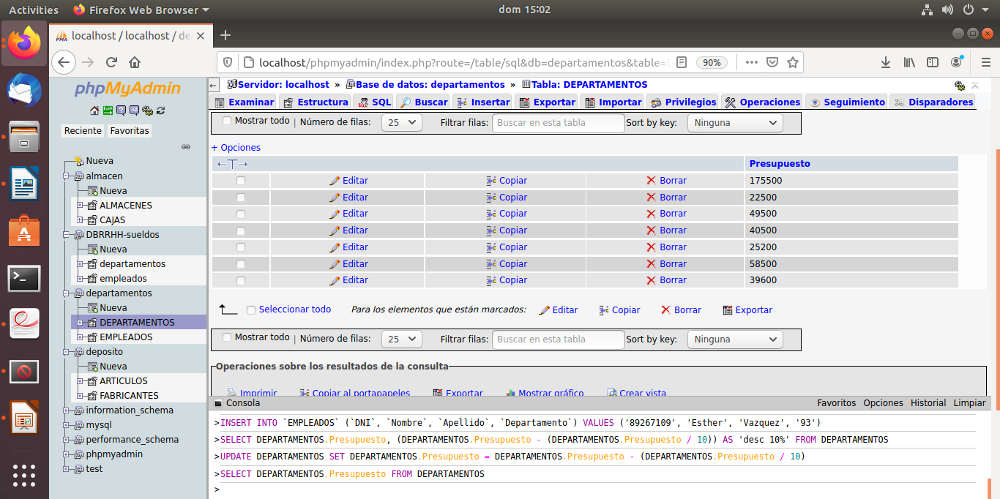 Activities Firefox Web Browser dom 15:02
localhost / localhost / de
localhost/phpmyadmin/index.php?route=/table/sql&db=departamentos&table= 90%
phpMyAdmin
Reciente Favoritas
Nueva
almacen
Nueva
ALMACENES
CAJAS
DBRRHH-sueldos
Nueva
departamentos
empleados
departamentos
Nueva
DEPARTAMENTOS
EMPLEADOS
deposito
Nueva
ARTICULOS
FABRICANTES
information_schema
mysql
performance_schema
phpmyadmin
test
Servidor: localhost » Base de datos: departamentos » Tabla: DEPARTAMENTOS
Examinar Estructura SQL Buscar Insertar Exportar Importar Privilegios Operaciones Seguimiento Disparadores
Mostrar todo | Número de filas: 25 Filtrar filas: Buscar en esta tabla Sort by key: Ninguna
+ Opciones
←T→ Presupuesto
Editar Copiar Borrar 175500
Editar Copiar Borrar 22500
Editar Copiar Borrar 49500
Editar Copiar Borrar 40500
Editar Copiar Borrar 25200
Editar Copiar Borrar 58500
Editar Copiar Borrar 39600
Seleccionar todo Para los elementos que están marcados: Editar Copiar Borrar Exportar
Mostrar todo | Número de filas: 25 Filtrar filas: Buscar en esta tabla Sort by key: Ninguna
Operaciones sobre los resultados de la consulta
Imprimir Copiar al portapapeles Exportar Mostrar gráfico Crear vista
Consola Favoritos Opciones Historial Limpiar
>INSERT INTO `EMPLEADOS` (`DNI`, `Nombre`, `Apellido`, `Departamento`) VALUES ('89267109', 'Esther', 'Vazquez', '93')
>SELECT DEPARTAMENTOS.Presupuesto, (DEPARTAMENTOS.Presupuesto - (DEPARTAMENTOS.Presupuesto / 10)) AS 'desc 10%' FROM DEPARTAMENTOS
>UPDATE DEPARTAMENTOS SET DEPARTAMENTOS.Presupuesto = DEPARTAMENTOS.Presupuesto - (DEPARTAMENTOS.Presupuesto / 10)
>SELECT DEPARTAMENTOS.Presupuesto FROM DEPARTAMENTOS
>